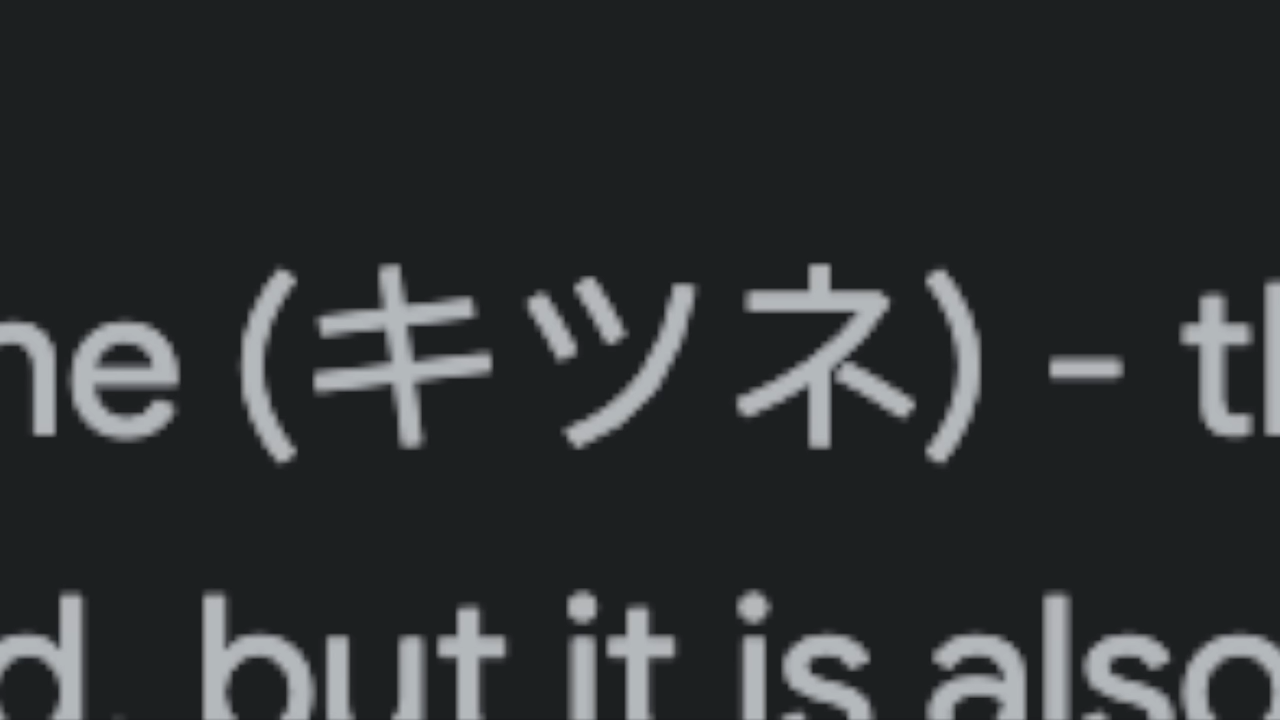 ne (キツネ) - th
d, but it is also